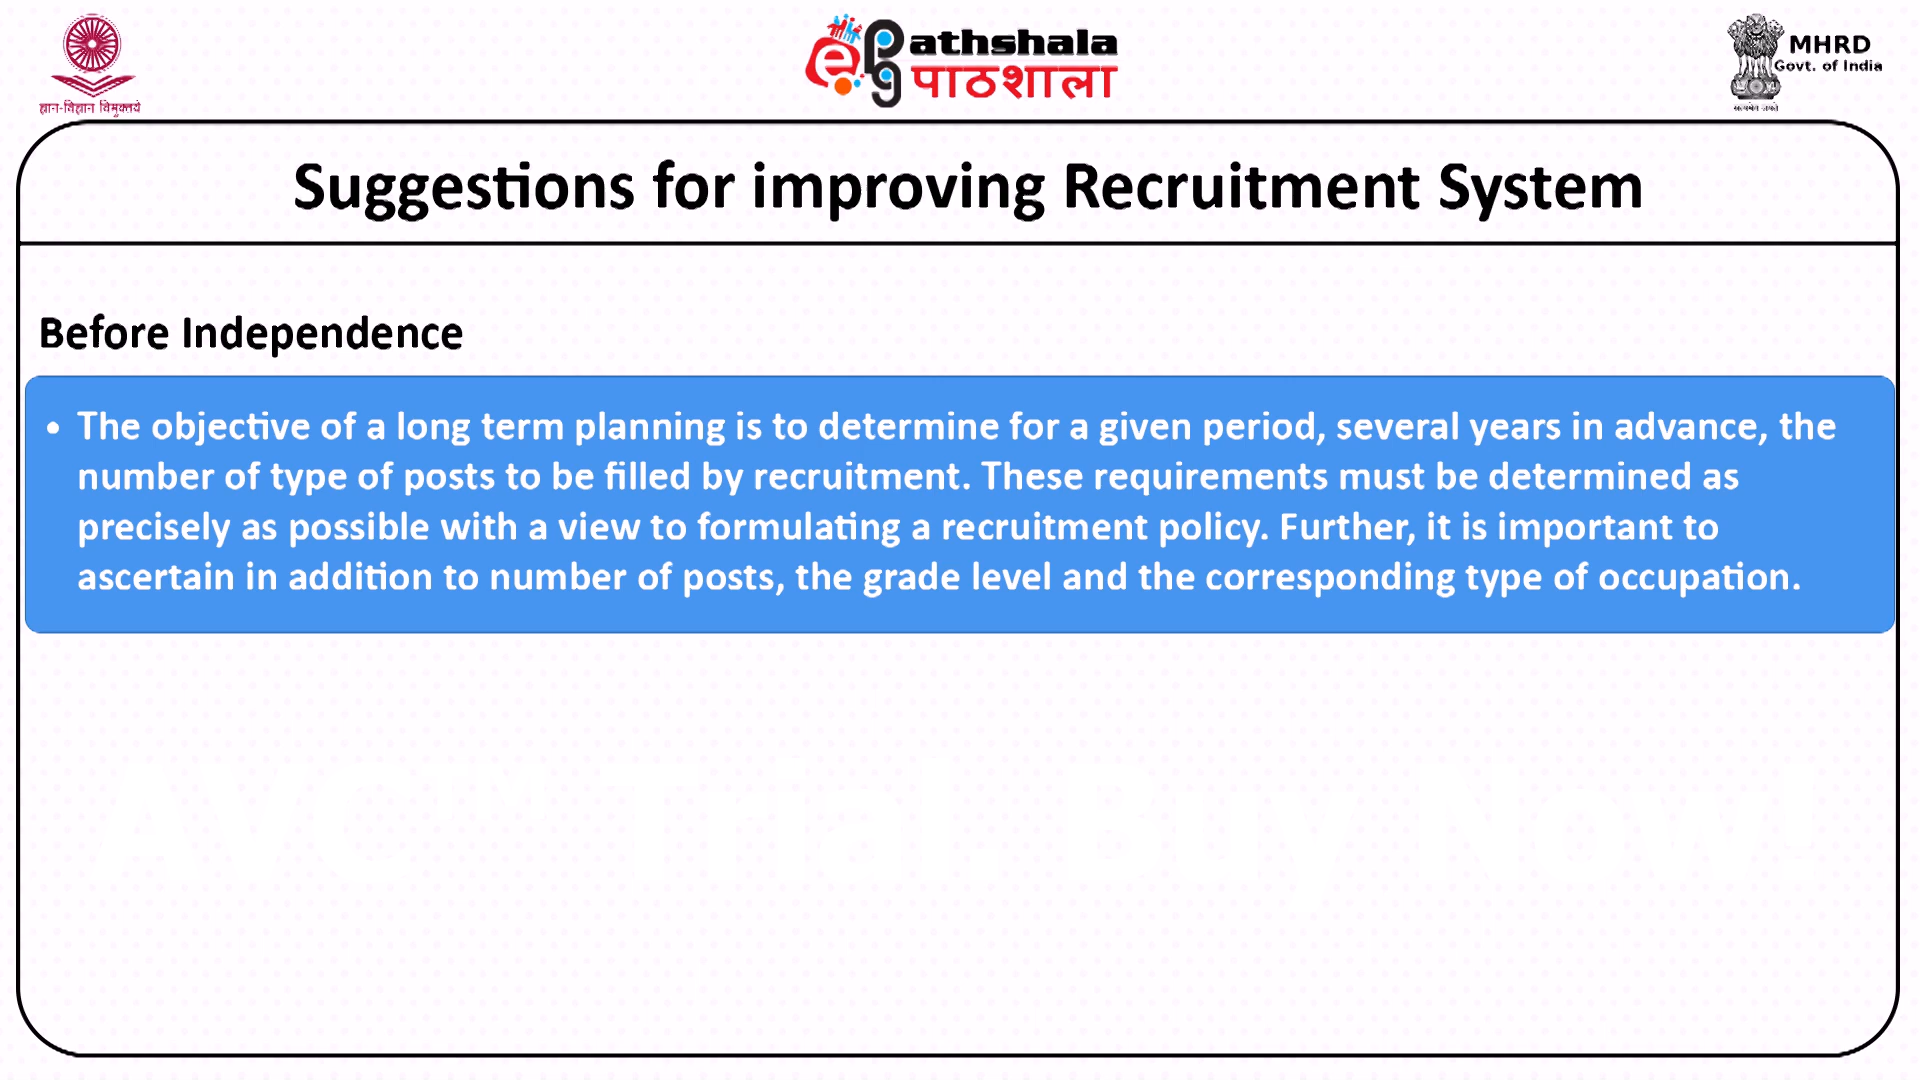 ज्ञान-विज्ञान विमुक्तये
athshala
पाठशाला
MHRD
Govt. of India
सत्यमेव जयते
Suggestions for improving Recruitment System
Before Independence
• The objective of a long term planning is to determine for a given period, several years in advance, the
number of type of posts to be filled by recruitment. These requirements must be determined as
precisely as possible with a view to formulating a recruitment policy. Further, it is important to
ascertain in addition to number of posts, the grade level and the corresponding type of occupation.